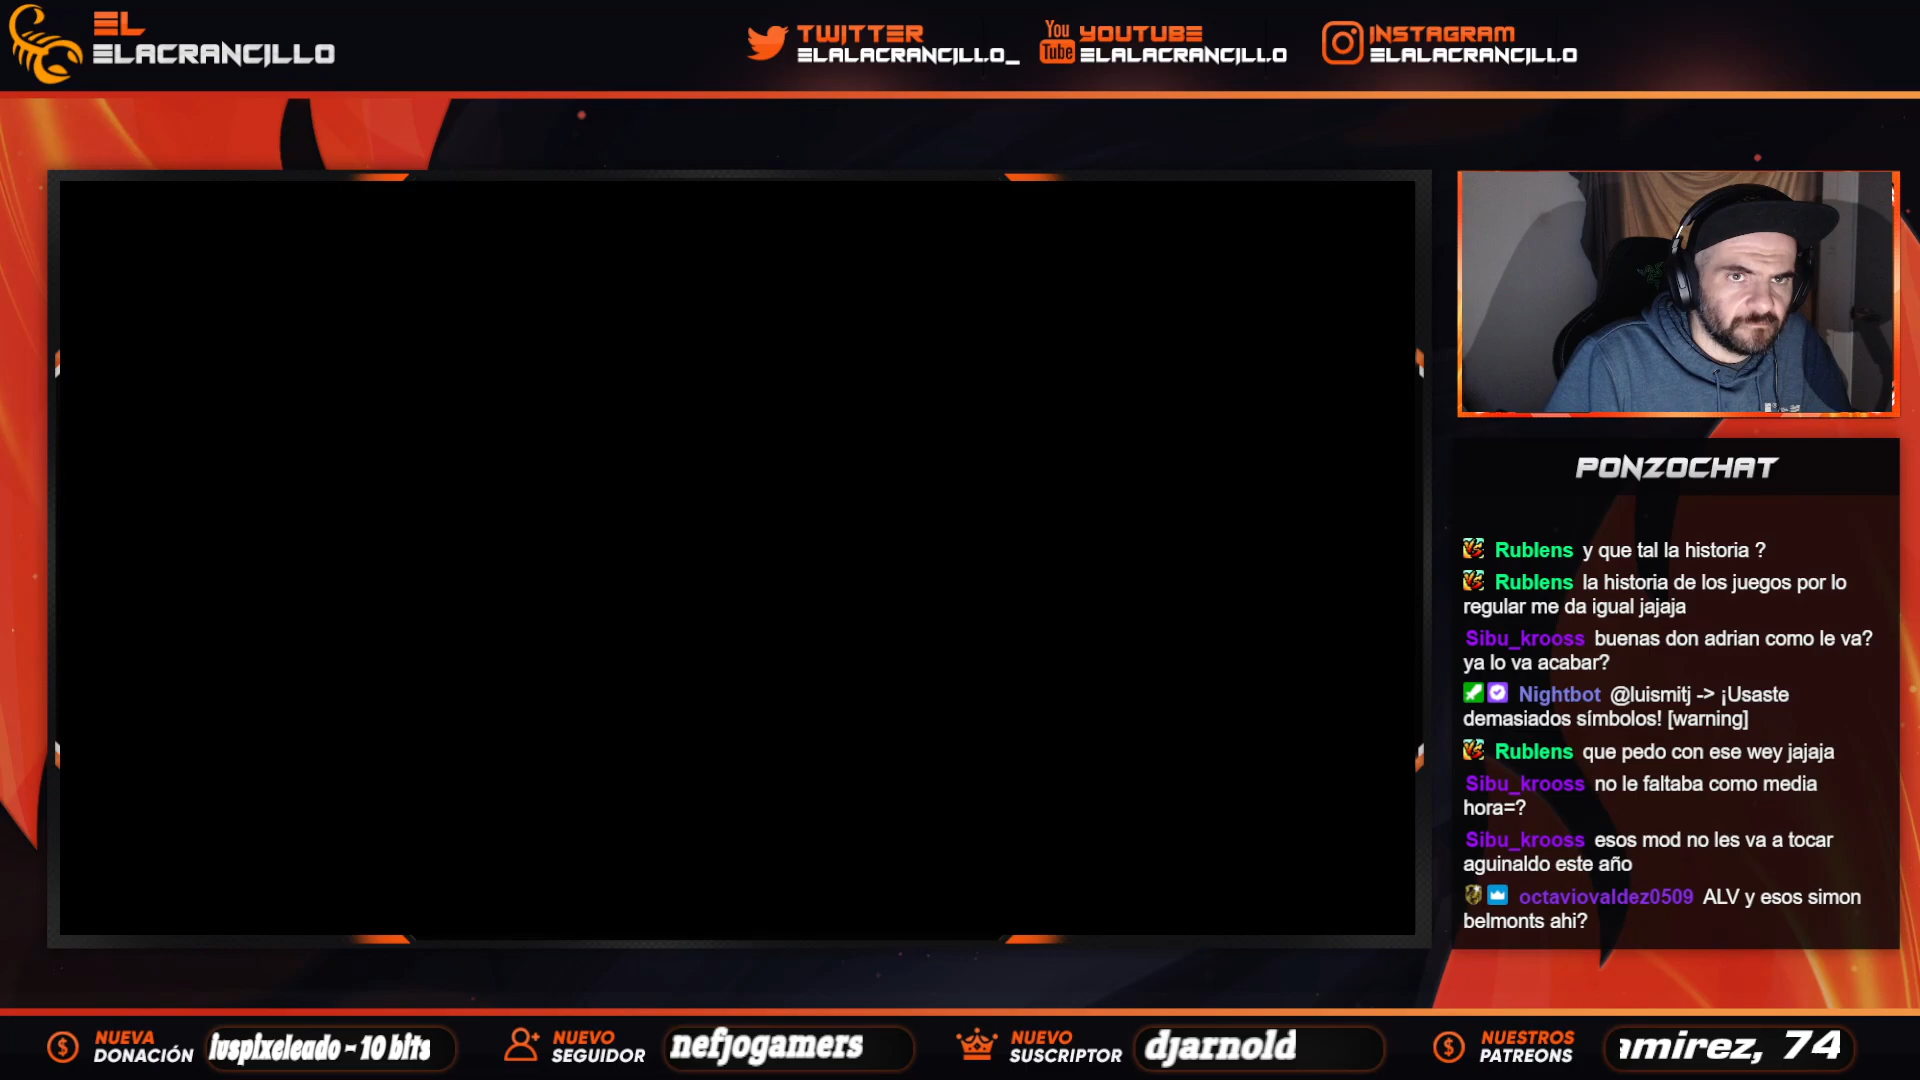 EL
ELACRANCILLO
TWITTER
ELALACRANCILLO_
You
Tube
YOUTUBE
ELALACRANCILLO
INSTAGRAM
ELALACRANCILLO
PONZOCHAT
Rublens y que tal la historia ?
Rublens la historia de los juegos por lo
regular me da igual jajaja
Sibu_krooss buenas don adrian como le va?
ya lo va acabar?
Nightbot @luismitj -> ¡Usaste
demasiados símbolos! [warning]
Rublens que pedo con ese wey jajaja
Sibu_krooss no le faltaba como media
hora=?
Sibu_krooss esos mod no les va a tocar
aguinaldo este año
octaviovaldez0509 ALV y esos simon
belmonts ahi?
NUEVA
DONACIÓN
luspixeleado - 10 bits
NUEVO
SEGUIDOR
nefjogamers
NUEVO
SUSCRIPTOR
djarnold
NUESTROS
PATREONS
amirez, 74